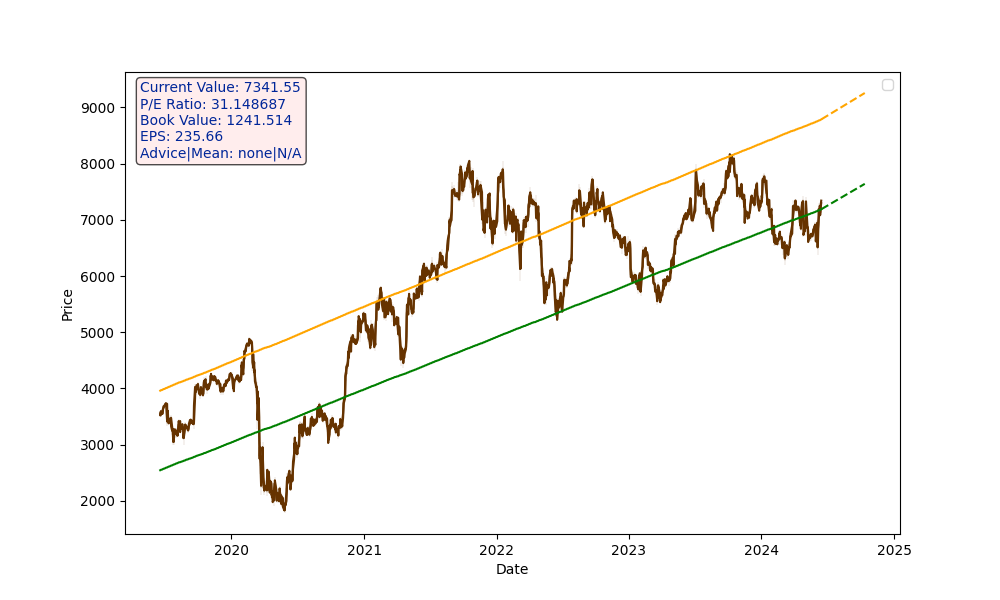 Current Value: 7341.55
P/E Ratio: 31.148687
Book Value: 1241.514
EPS: 235.66
Advice|Mean: none|N/A
9000
8000
7000
6000
5000
4000
3000
2000
Price
2020
2021
2022
2023
2024
2025
Date